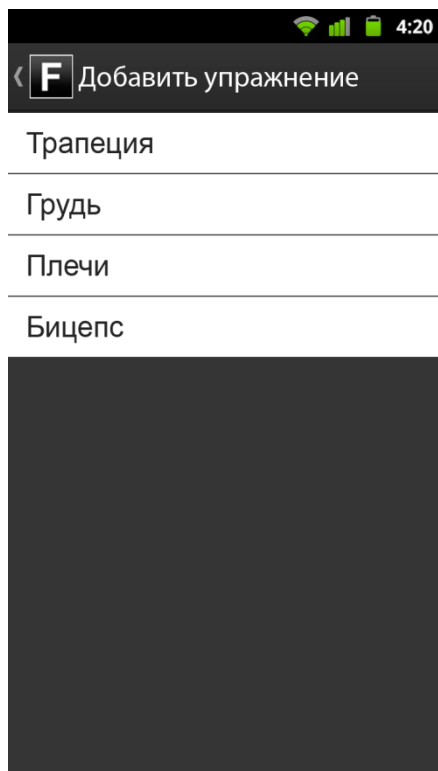 4:20
F Добавить упражнение
Трапеция
Грудь
Плечи
Бицепс